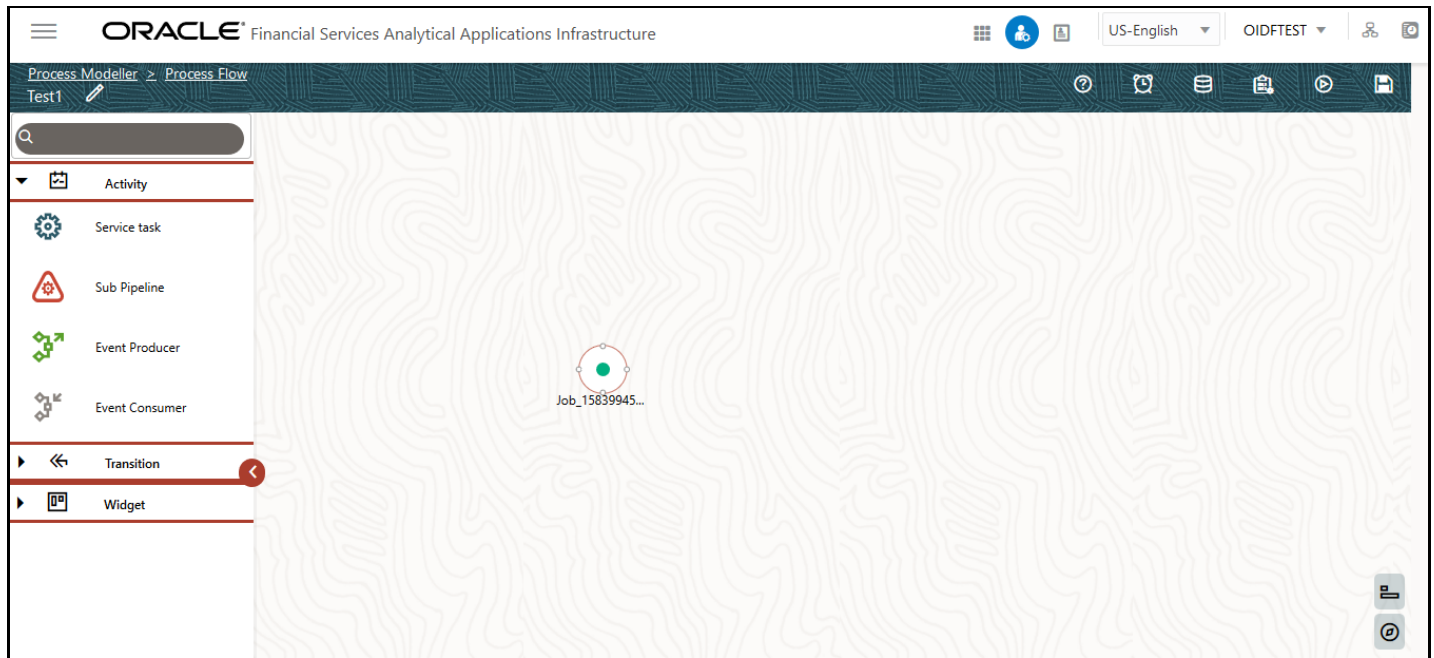 ORACLE® Financial Services Analytical Applications Infrastructure
US-English
OIDFTEST
Process Modeller > Process Flow
Test1
Activity
Service task
Sub Pipeline
Event Producer
Event Consumer
Transition
Widget
Job_15839945...